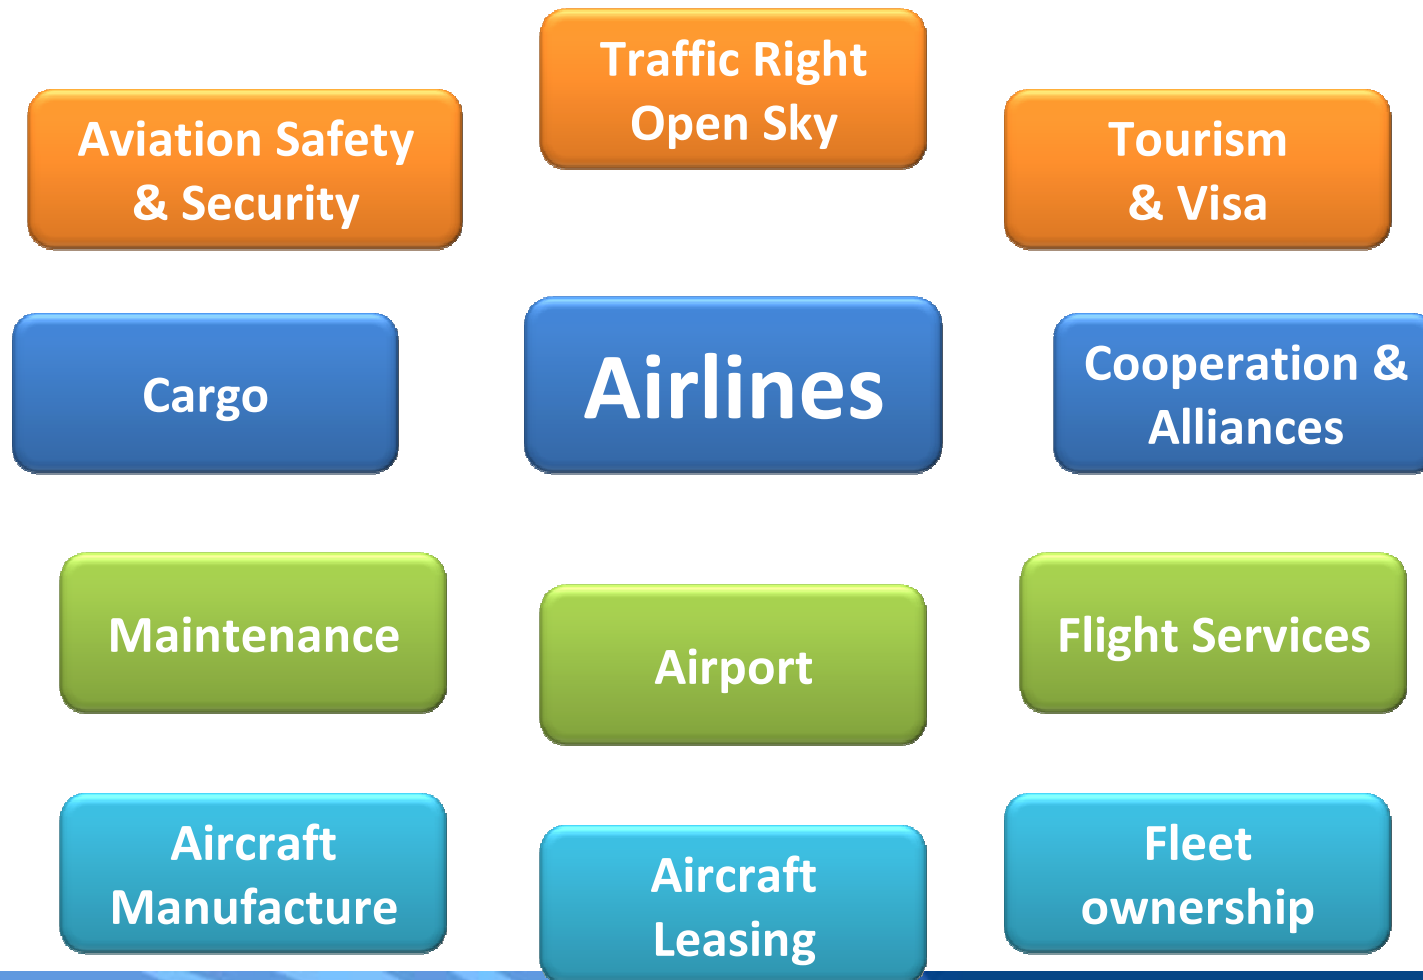 Traffic Right
Open Sky
Aviation Safety
& Security
Tourism
& Visa
Cargo
Airlines
Cooperation &
Alliances
Maintenance
Airport
Flight Services
Aircraft
Manufacture
Aircraft
Leasing
Fleet
ownership